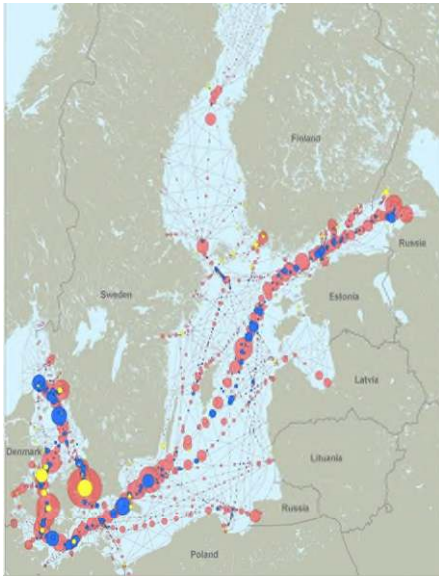 Finland
Russia
Sweden
Estonia
Latvia
Denmark
Lithuania
Russia
Poland